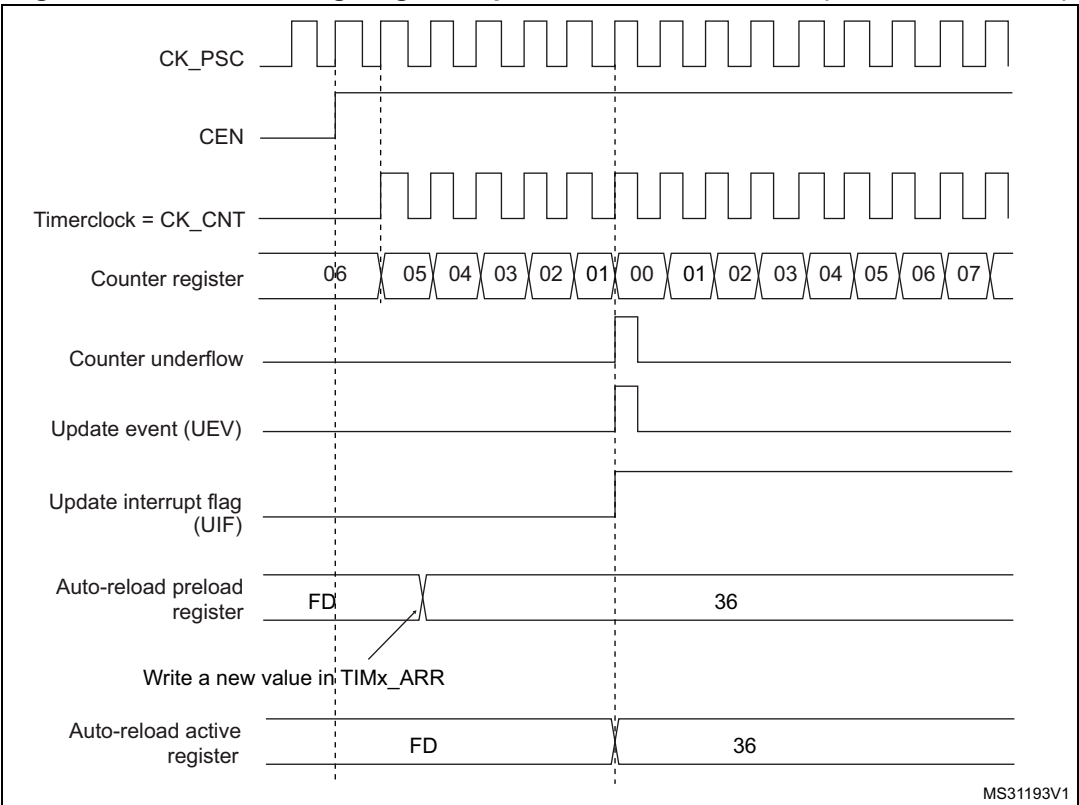 CK_PSC
CEN
Timerclock = CK_CNT
Counter register 06 05 04 03 02 01 00 01 02 03 04 05 06 07
Counter underflow
Update event (UEV)
Update interrupt flag
(UIF)
Auto-reload preload
register
FD 36
Write a new value in TIMx_ARR
Auto-reload active
register
FD 36
MS31193V1